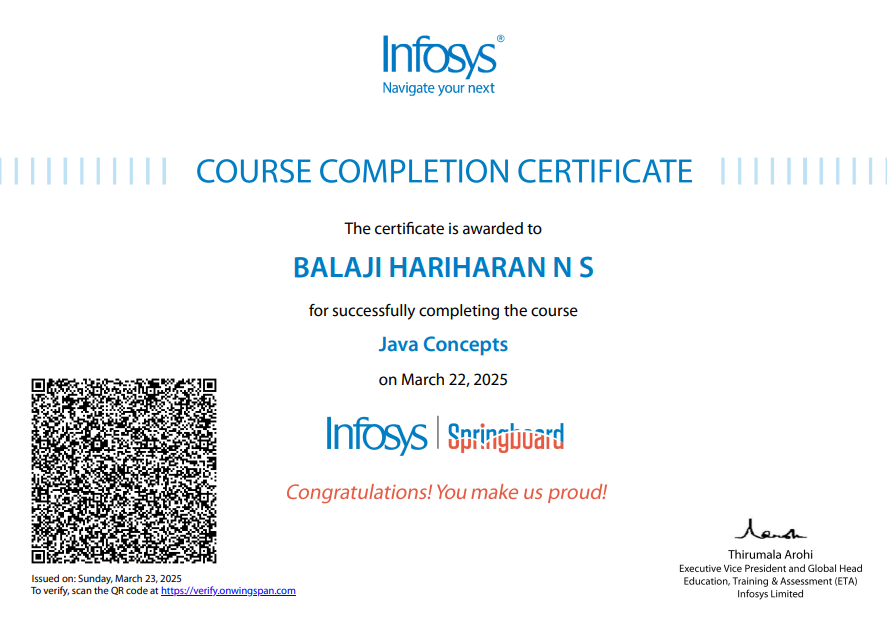 Infosys®
Navigate your next
COURSE COMPLETION CERTIFICATE
The certificate is awarded to
BALAJI HARIHARAN N S
for successfully completing the course
Java Concepts
on March 22, 2025
Infosys | Springboard
Congratulations! You make us proud!
Issued on: Sunday, March 23, 2025
To verify, scan the QR code at https://verify.onwingspan.com
Thirumala Arohi
Executive Vice President and Global Head
Education, Training & Assessment (ETA)
Infosys Limited